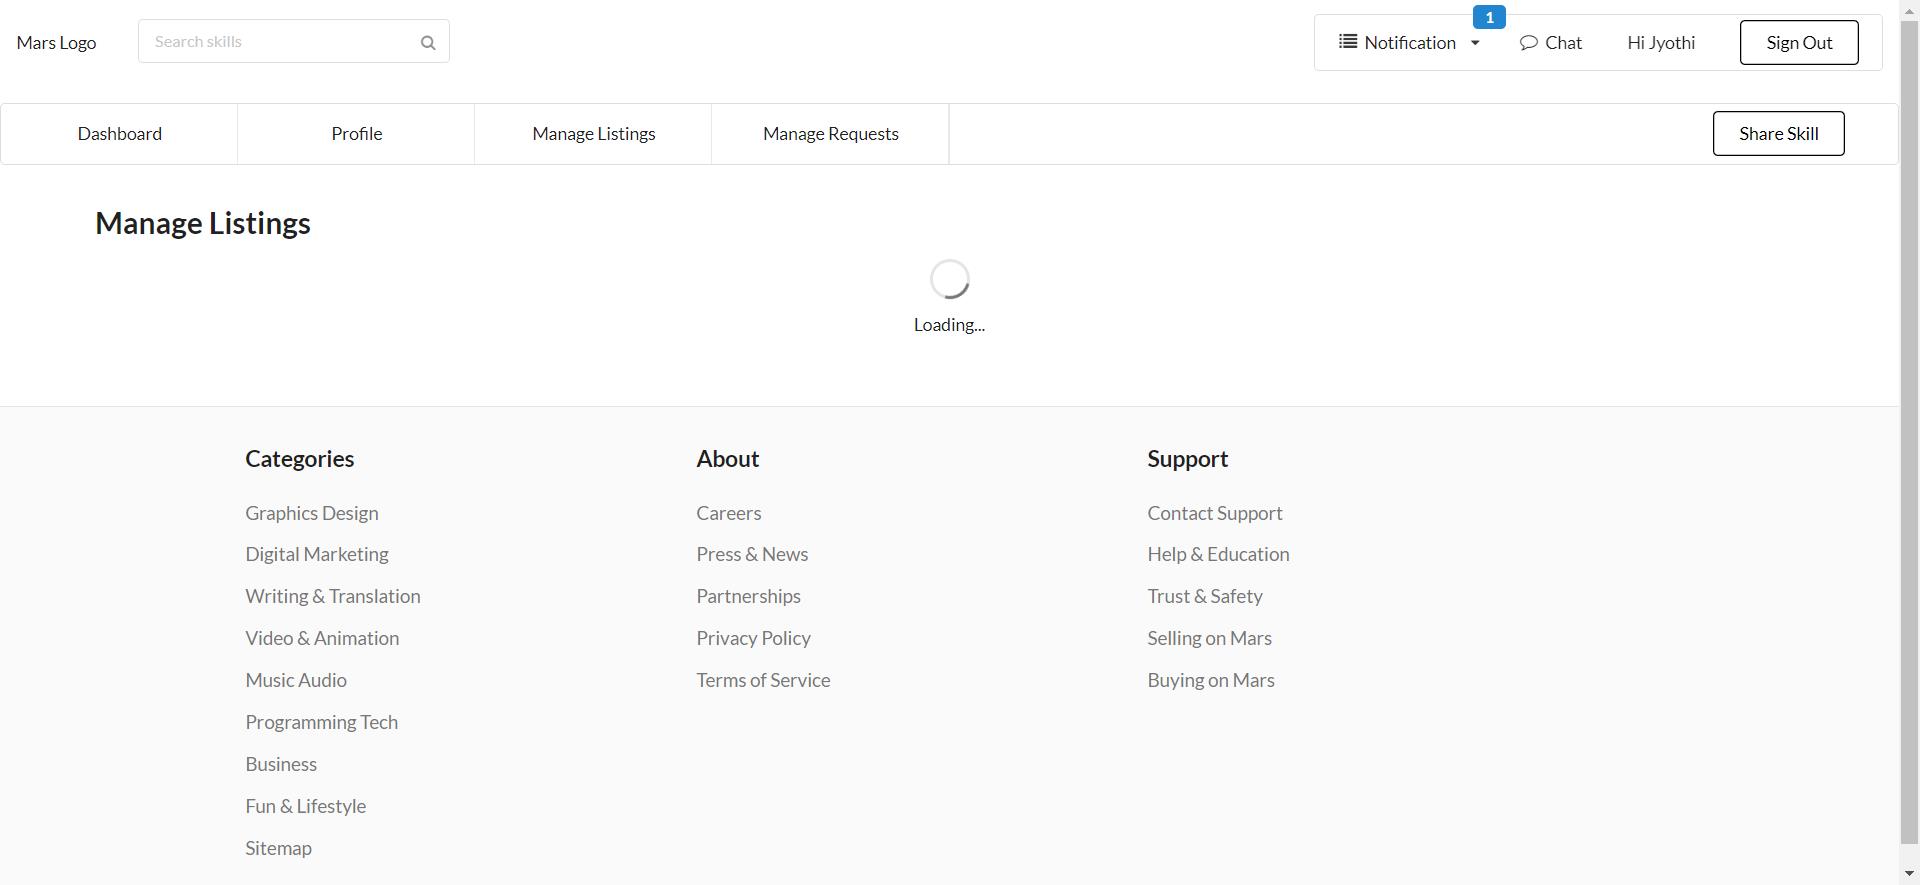 Mars Logo
Search skills
1
Notification
Chat
Hi Jyothi
Sign Out
Dashboard
Profile
Manage Listings
Manage Requests
Share Skill
Manage Listings
Loading...
Categories
Graphics Design
Digital Marketing
Writing & Translation
Video & Animation
Music Audio
Programming Tech
Business
Fun & Lifestyle
Sitemap
About
Careers
Press & News
Partnerships
Privacy Policy
Terms of Service
Support
Contact Support
Help & Education
Trust & Safety
Selling on Mars
Buying on Mars